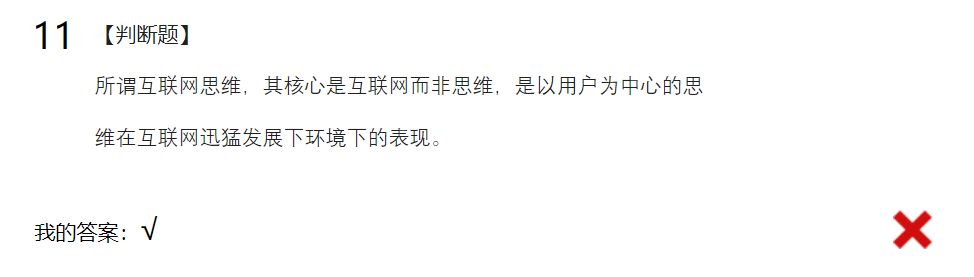 11 【判断题】
所谓互联网思维，其核心是互联网而非思维，是以用户为中心的思
维在互联网迅猛发展下环境下的表现。
我的答案：√